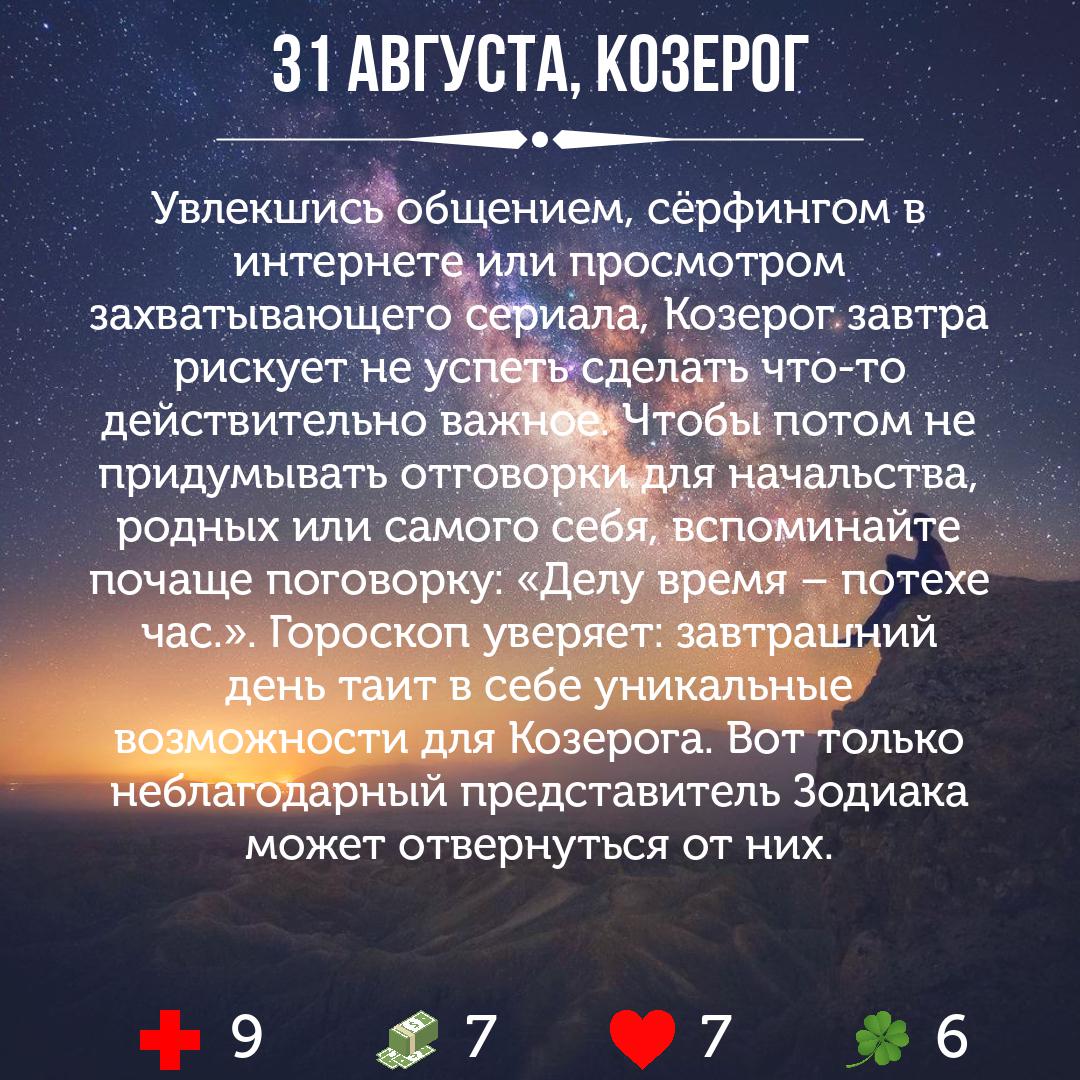 31 АВГУСТА, КОЗЕРОГ
Увлекшись общением, сёрфингом в
интернете или просмотром
захватывающего сериала, Козерог завтра
рискует не успеть сделать что-то
действительно важное. Чтобы потом не
придумывать отговорки для начальства,
родных или самого себя, вспоминайте
почаще поговорку: «Делу время – потехе
час.». Гороскоп уверяет: завтрашний
день таит в себе уникальные
возможности для Козерога. Вот только
неблагодарный представитель Зодиака
может отвернуться от них.
9 7 7 6